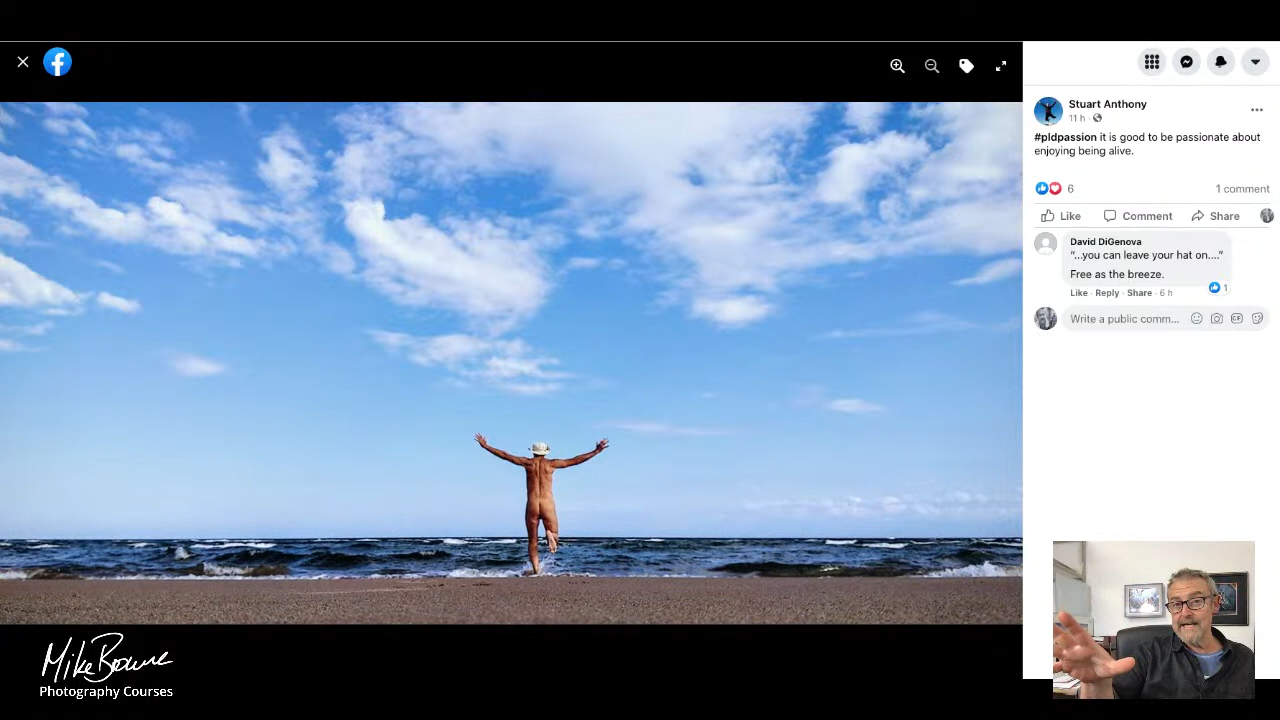 Stuart Anthony
11 h ·
#pldpassion it is good to be passionate about
enjoying being alive.
6
1 comment
Like
Comment
Share
David DiGenova
“...you can leave your hat on....”
Free as the breeze.
Like · Reply · Share · 6 h
1
Write a public comm...
GIF
Mike Browne
Photography Courses